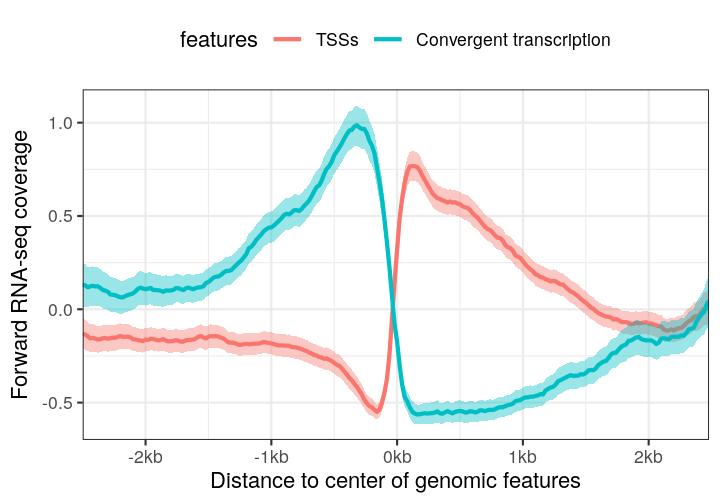 features TSSs Convergent transcription
1.0
0.5
0.0
-0.5
Forward RNA-seq coverage
-2kb -1kb 0kb 1kb 2kb
Distance to center of genomic features